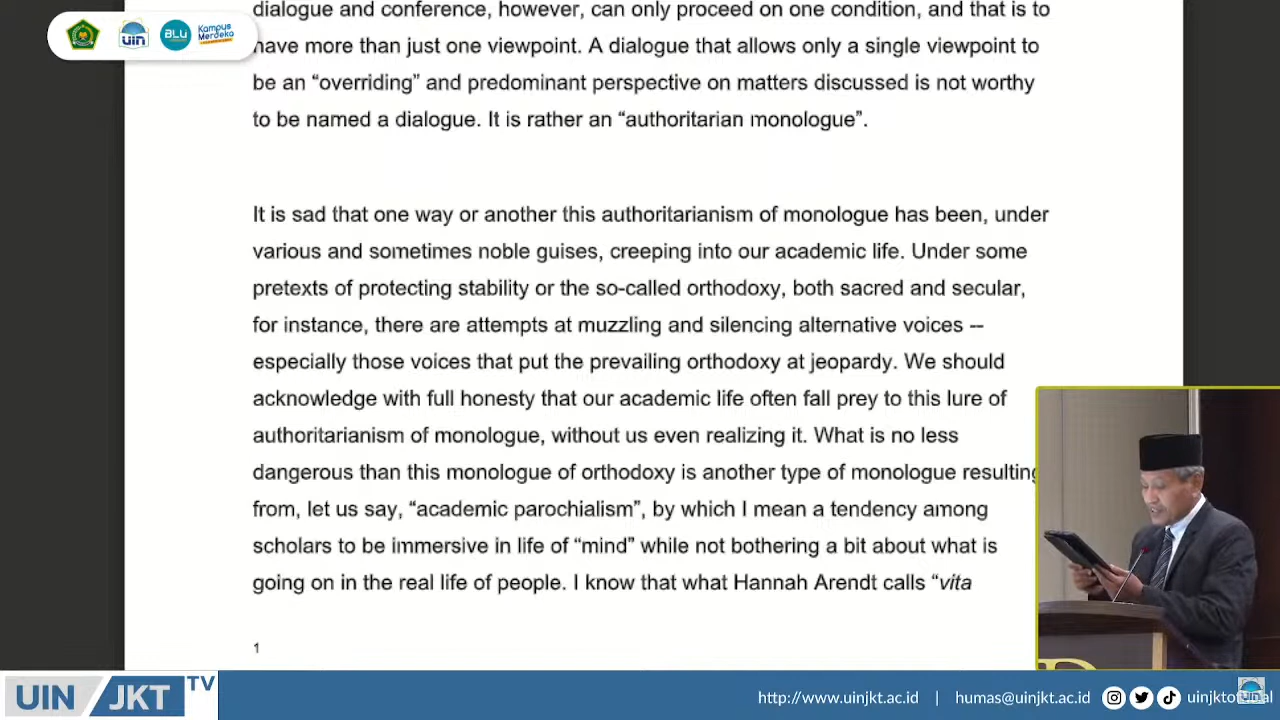 uin
BLU
Kampus
Merdeka
dialogue and conference, however, can only proceed on one condition, and that is to
have more than just one viewpoint. A dialogue that allows only a single viewpoint to
be an “overriding” and predominant perspective on matters discussed is not worthy
to be named a dialogue. It is rather an “authoritarian monologue”.
It is sad that one way or another this authoritarianism of monologue has been, under
various and sometimes noble guises, creeping into our academic life. Under some
pretexts of protecting stability or the so-called orthodoxy, both sacred and secular,
for instance, there are attempts at muzzling and silencing alternative voices --
especially those voices that put the prevailing orthodoxy at jeopardy. We should
acknowledge with full honesty that our academic life often fall prey to this lure of
authoritarianism of monologue, without us even realizing it. What is no less
dangerous than this monologue of orthodoxy is another type of monologue resulting
from, let us say, “academic parochialism”, by which I mean a tendency among
scholars to be immersive in life of “mind” while not bothering a bit about what is
going on in the real life of people. I know that what Hannah Arendt calls “vita
1
UIN JKT TV
http://www.uinjkt.ac.id | humas@uinjkt.ac.id